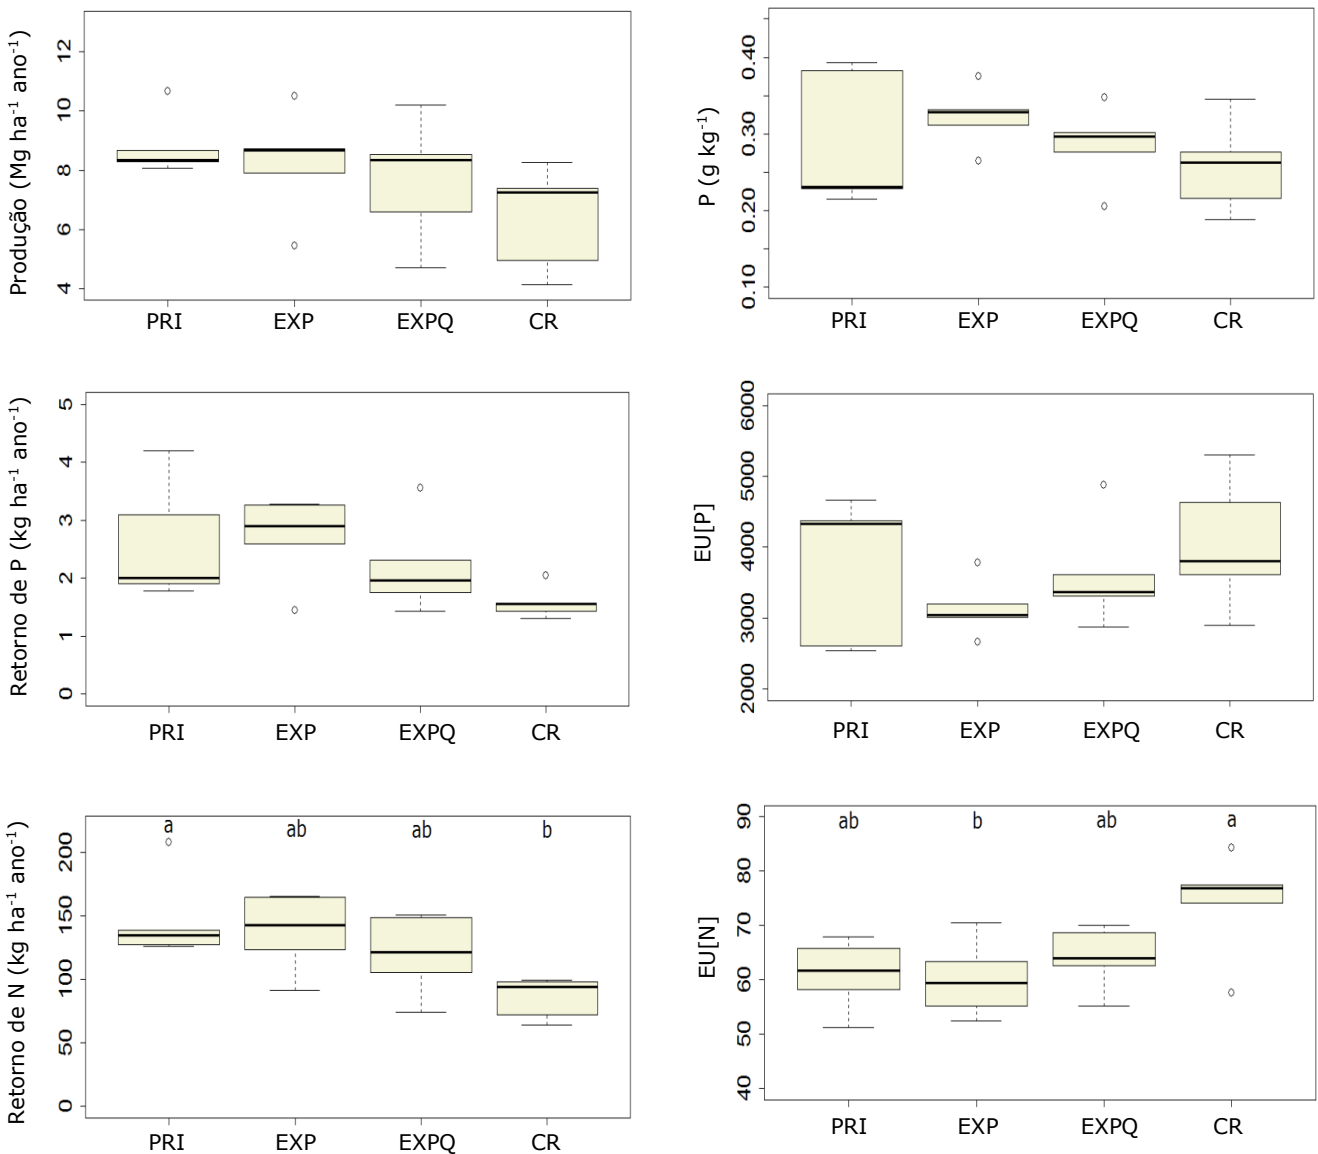 Produção (Mg ha⁻¹ ano⁻¹)
12
10
8
6
4
PRI EXP EXPQ CR
P (g kg⁻¹)
0.40
0.30
0.20
0.10
PRI EXP EXPQ CR
Retorno de P (kg ha⁻¹ ano⁻¹)
5
4
3
2
1
0
PRI EXP EXPQ CR
EU[P]
6000
5000
4000
3000
2000
PRI EXP EXPQ CR
Retorno de N (kg ha⁻¹ ano⁻¹)
200
150
100
50
0
a ab ab b
PRI EXP EXPQ CR
EU[N]
90
80
70
60
50
40
ab b ab a
PRI EXP EXPQ CR